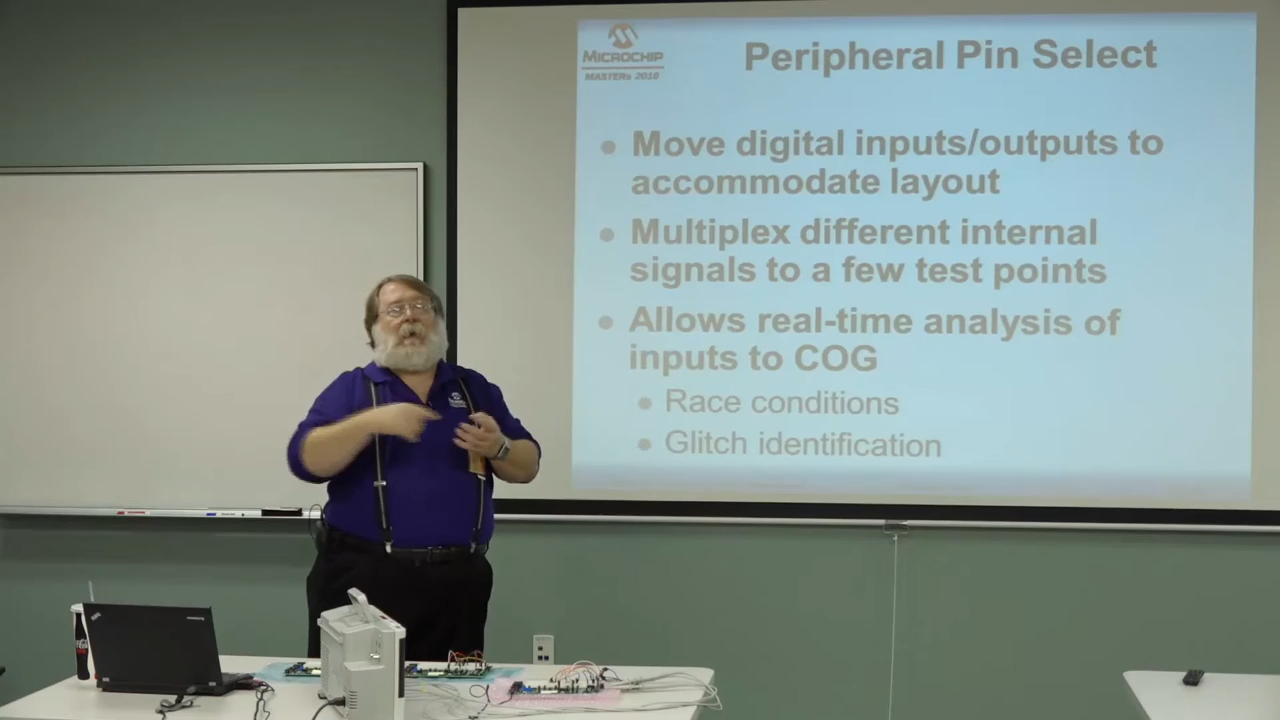 MICROCHIP
MASTERs 2018
Peripheral Pin Select
Move digital inputs/outputs to
accommodate layout
Multiplex different internal
signals to a few test points
Allows real-time analysis of
inputs to COG
Race conditions
Glitch identification